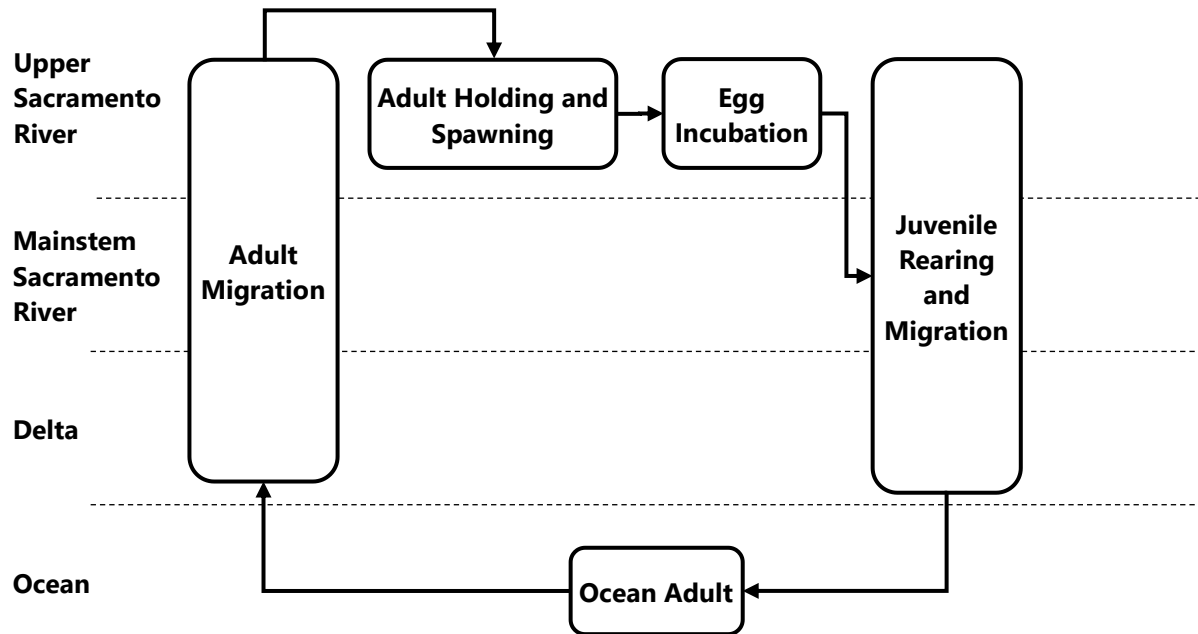 Upper
Sacramento
River
Adult Holding and
Spawning
Egg
Incubation
Mainstem
Sacramento
River
Adult
Migration
Juvenile
Rearing
and
Migration
Delta
Ocean
Ocean Adult